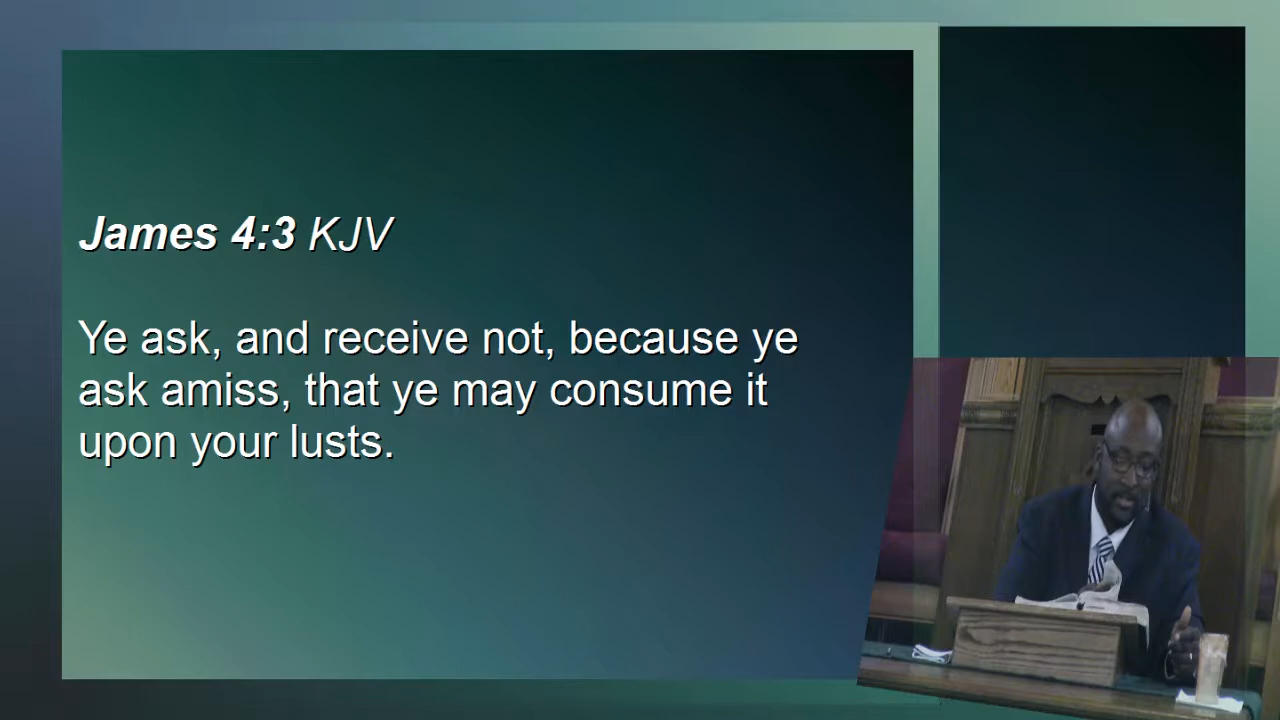 James 4:3 KJV
Ye ask, and receive not, because ye
ask amiss, that ye may consume it
upon your lusts.